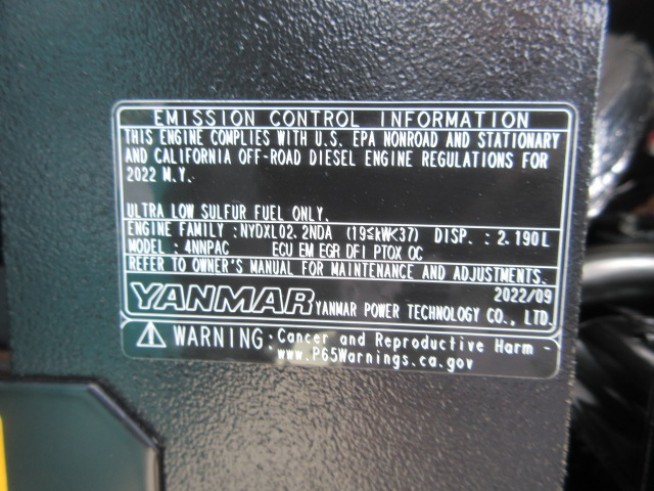 EMISSION CONTROL INFORMATION
THIS ENGINE COMPLIES WITH U.S. EPA NONROAD AND STATIONARY
AND CALIFORNIA OFF-ROAD DIESEL ENGINE REGULATIONS FOR
2022 M.Y.
ULTRA LOW SULFUR FUEL ONLY.
ENGINE FAMILY : NYDXL02.2NDA (19≤kW<37) DISP. : 2.190L
MODEL : 4NNPAC ECU EM EGR DFI PTOX OC
REFER TO OWNER'S MANUAL FOR MAINTENANCE AND ADJUSTMENTS.
2022/09
YANMAR YANMAR POWER TECHNOLOGY CO., LTD.
WARNING: Cancer and Reproductive Harm -
www.P65Warnings.ca.gov